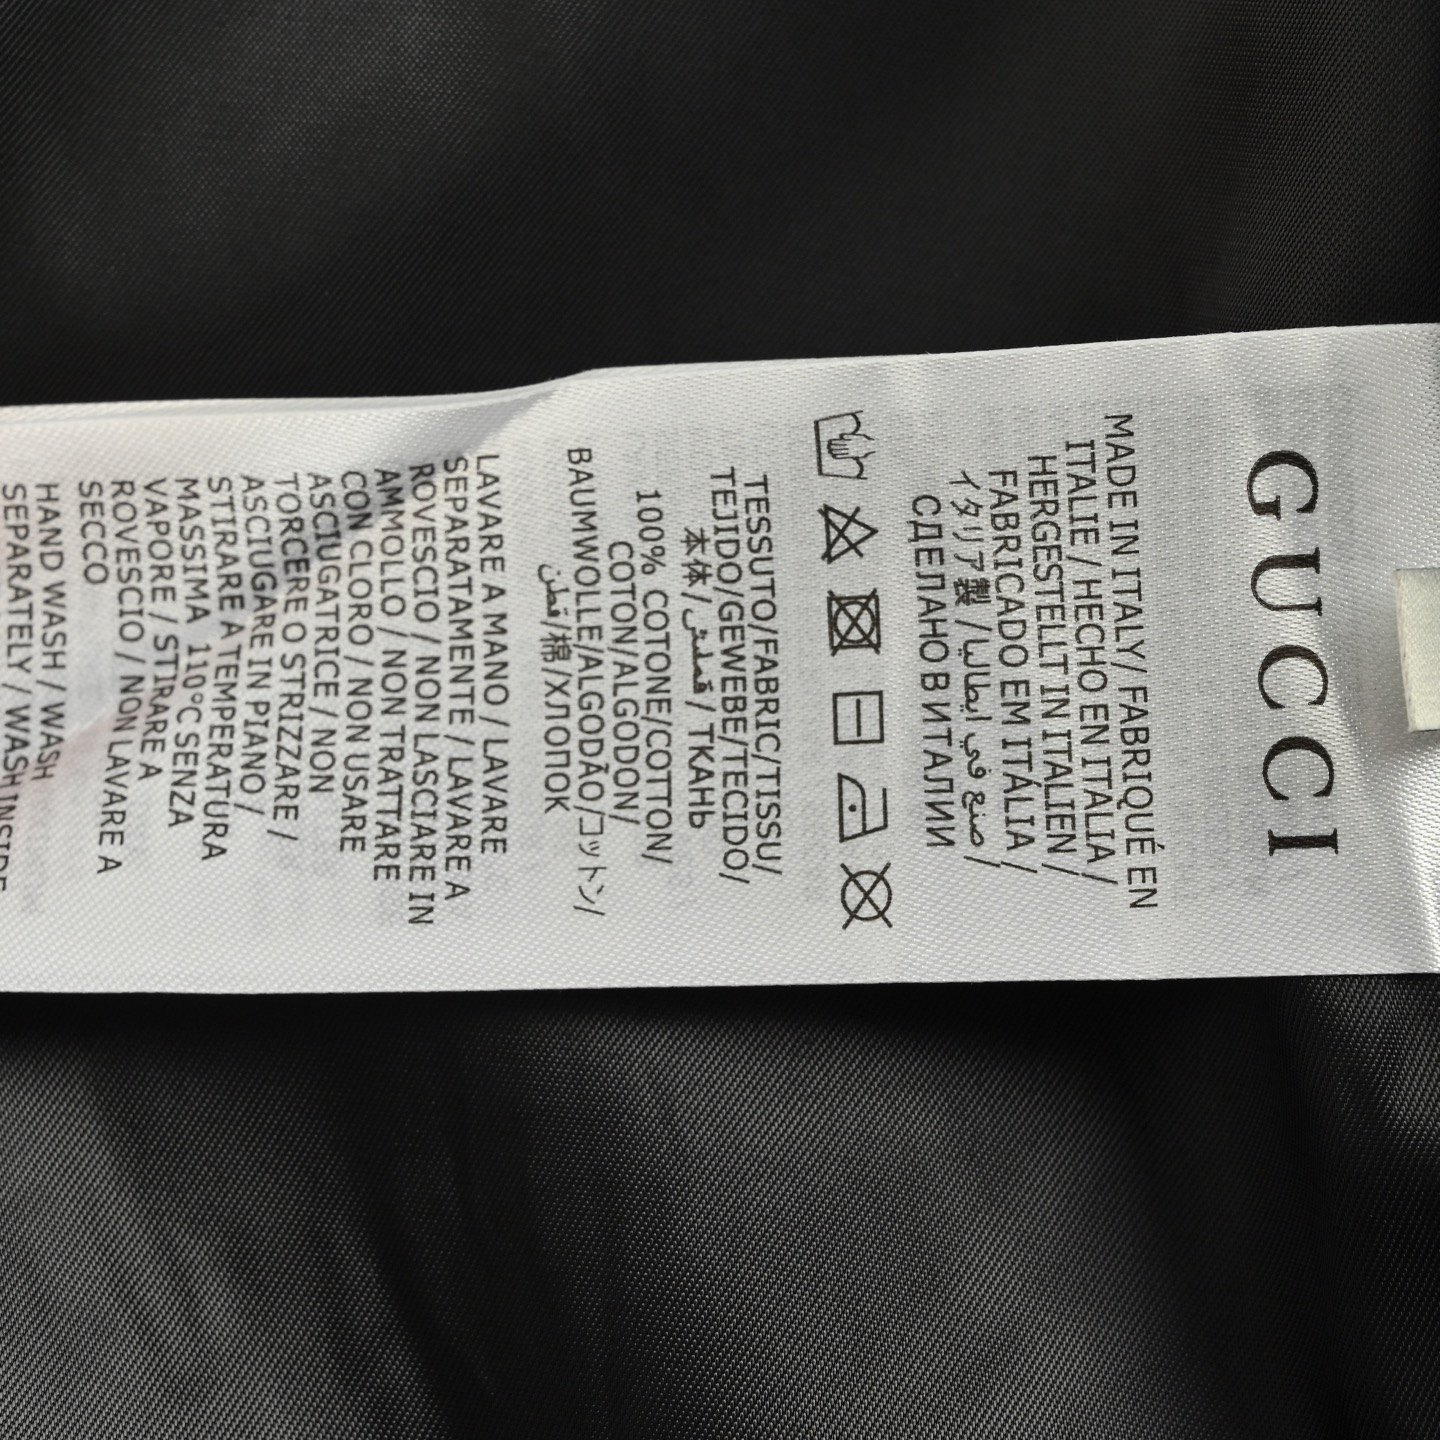 GUCCI
MADE IN ITALY/ FABRIQUÉ EN
ITALIE / HECHO EN ITALIA /
HERGESTELLT IN ITALIEN /
FABRICADO EM ITÁLIA /
イタリア製 / صنع في ايطاليا /
СДЕЛАНО В ИТАЛИИ
TESSUTO/FABRIC/TISSU/
TEJIDO/GEWEBE/TECIDO/
本体/ قماش / ТКАНЬ
100% COTONE/COTTON/
COTON/ALGODON/
BAUMWOLLE/ALGODÃO/コットン/
قطن/棉/ХЛОПОК
LAVARE A MANO / LAVARE
SEPARATAMENTE / LAVARE A
ROVESCIO / NON LASCIARE IN
AMMOLLO / NON TRATTARE
CON CLORO / NON USARE
ASCIUGATRICE / NON
TORCERE O STRIZZARE /
ASCIUGARE IN PIANO /
STIRARE A TEMPERATURA
MASSIMA 110°C SENZA
VAPORE / STIRARE A
ROVESCIO / NON LAVARE A
SECCO
HAND WASH / WASH
SEPARATELY / WASH INSIDE